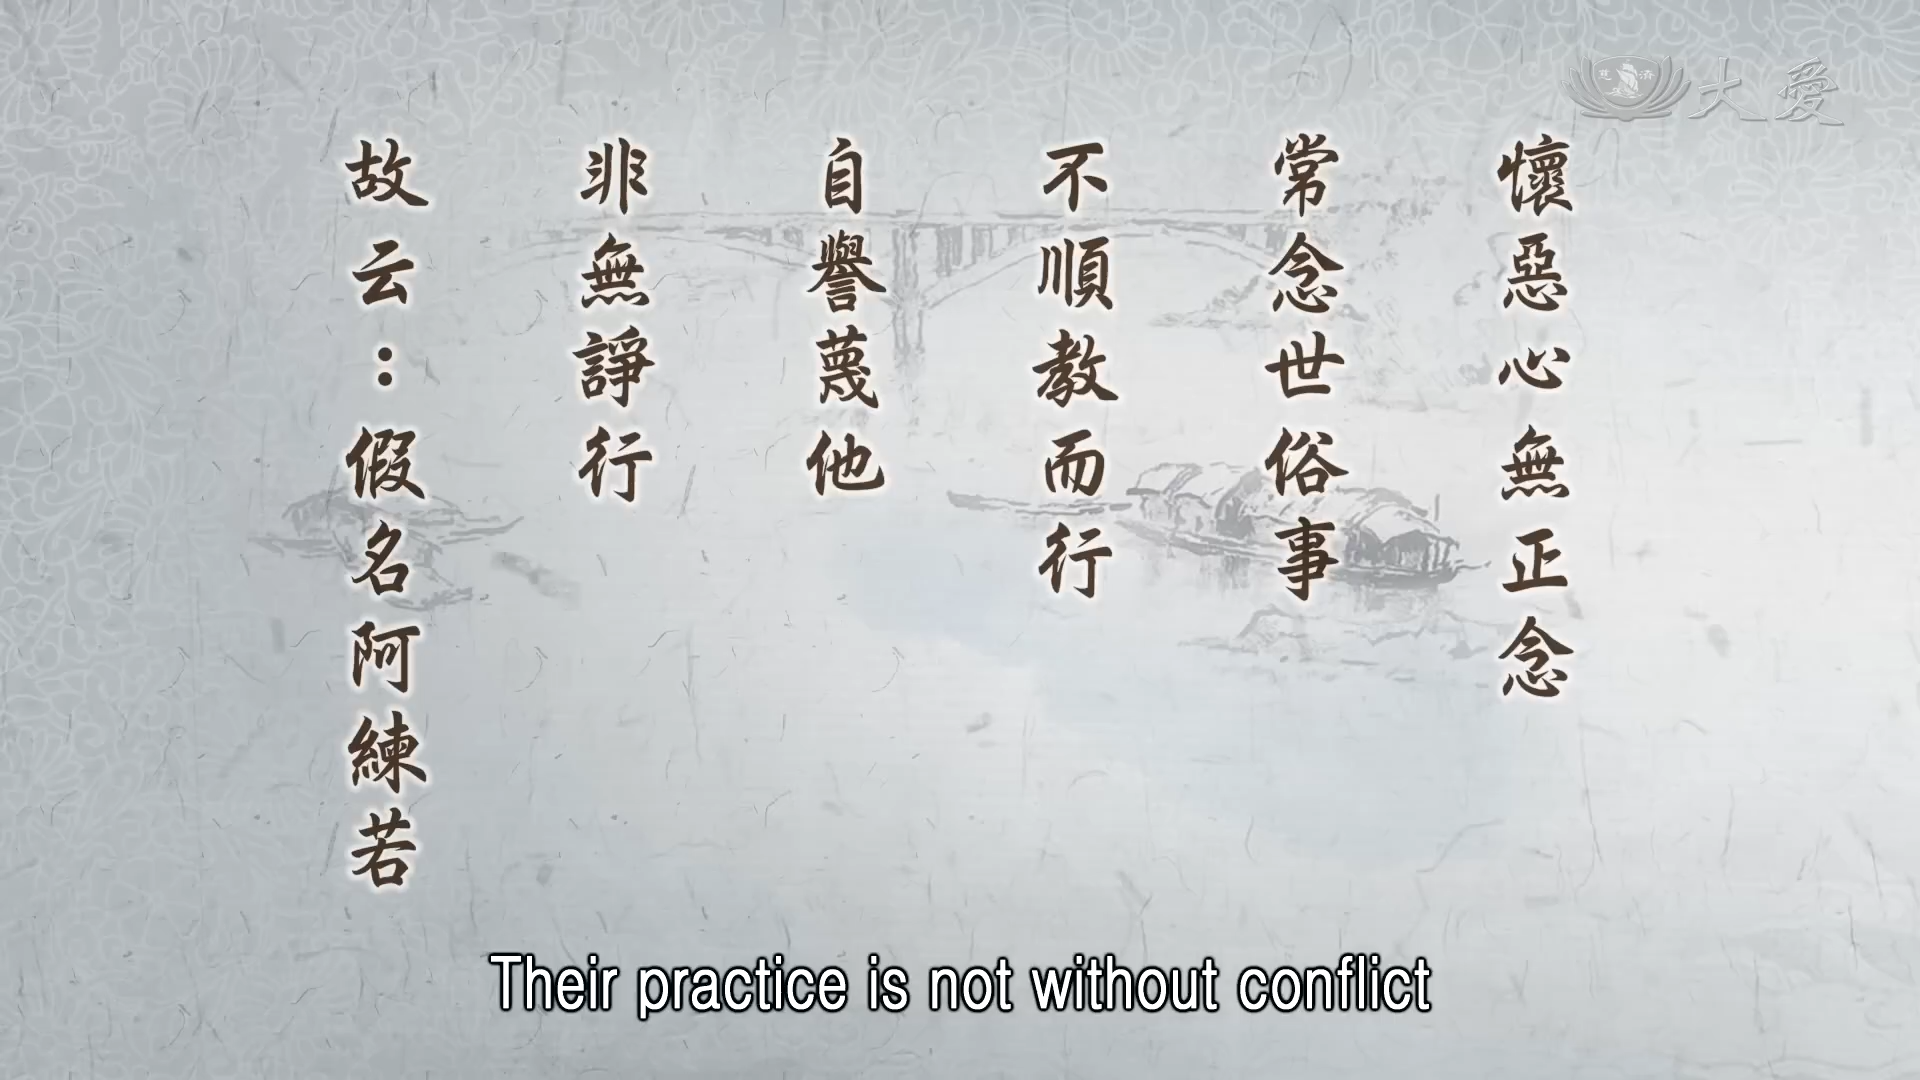 懷惡心無正念
常念世俗事
不順教而行
自譽蔑他
非無諍行
故云：假名阿練若
Their practice is not without conflict
慈濟
大愛